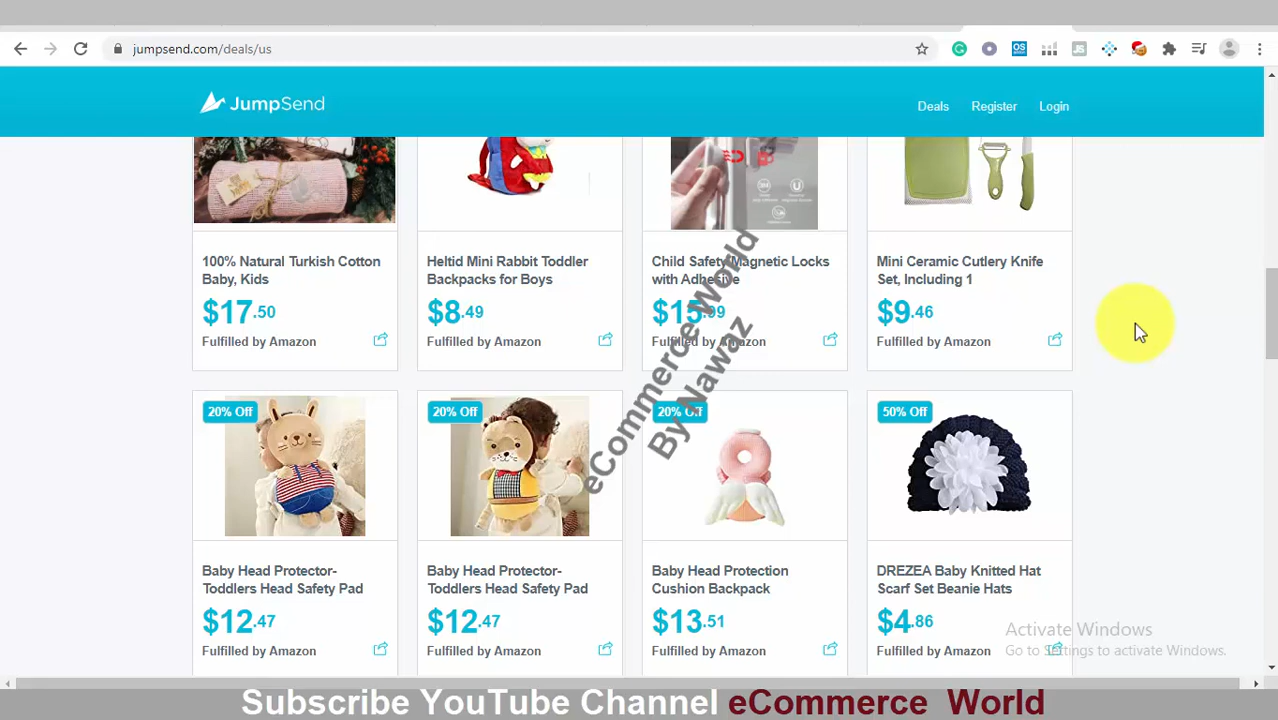 jumpsend.com/deals/us
JumpSend
Deals
Register
Login
100% Natural Turkish Cotton
Baby, Kids
$17.50
Fulfilled by Amazon
Heltid Mini Rabbit Toddler
Backpacks for Boys
$8.49
Fulfilled by Amazon
Child Safety Magnetic Locks
with Adhesive
$15.99
Fulfilled by Amazon
Mini Ceramic Cutlery Knife
Set, Including 1
$9.46
Fulfilled by Amazon
eCommerce World
By Nawaz
20% Off
Baby Head Protector-
Toddlers Head Safety Pad
$12.47
Fulfilled by Amazon
20% Off
Baby Head Protector-
Toddlers Head Safety Pad
$12.47
Fulfilled by Amazon
20% Off
Baby Head Protection
Cushion Backpack
$13.51
Fulfilled by Amazon
50% Off
DREZEA Baby Knitted Hat
Scarf Set Beanie Hats
$4.86
Fulfilled by Amazon
Activate Windows
Go to Settings to activate Windows.
Subscribe YouTube Channel eCommerce World